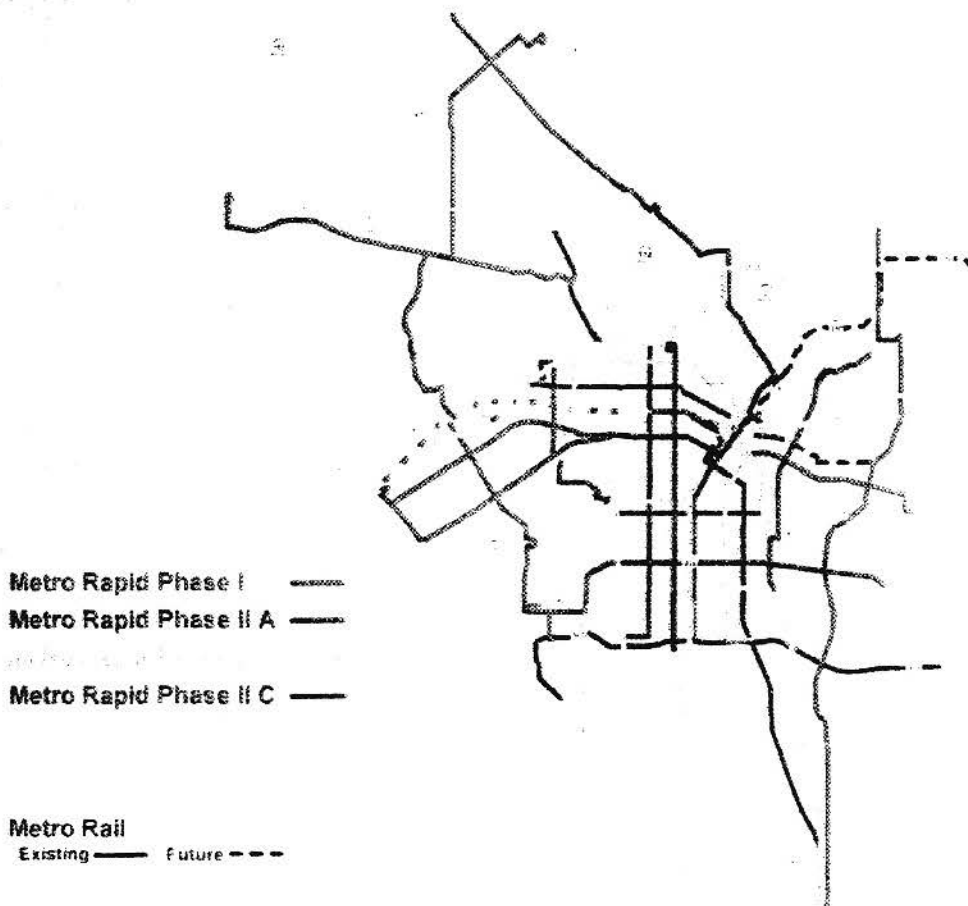 Metro Rapid Phase I
Metro Rapid Phase II A
Metro Rapid Phase II C
Metro Rail
Existing Future